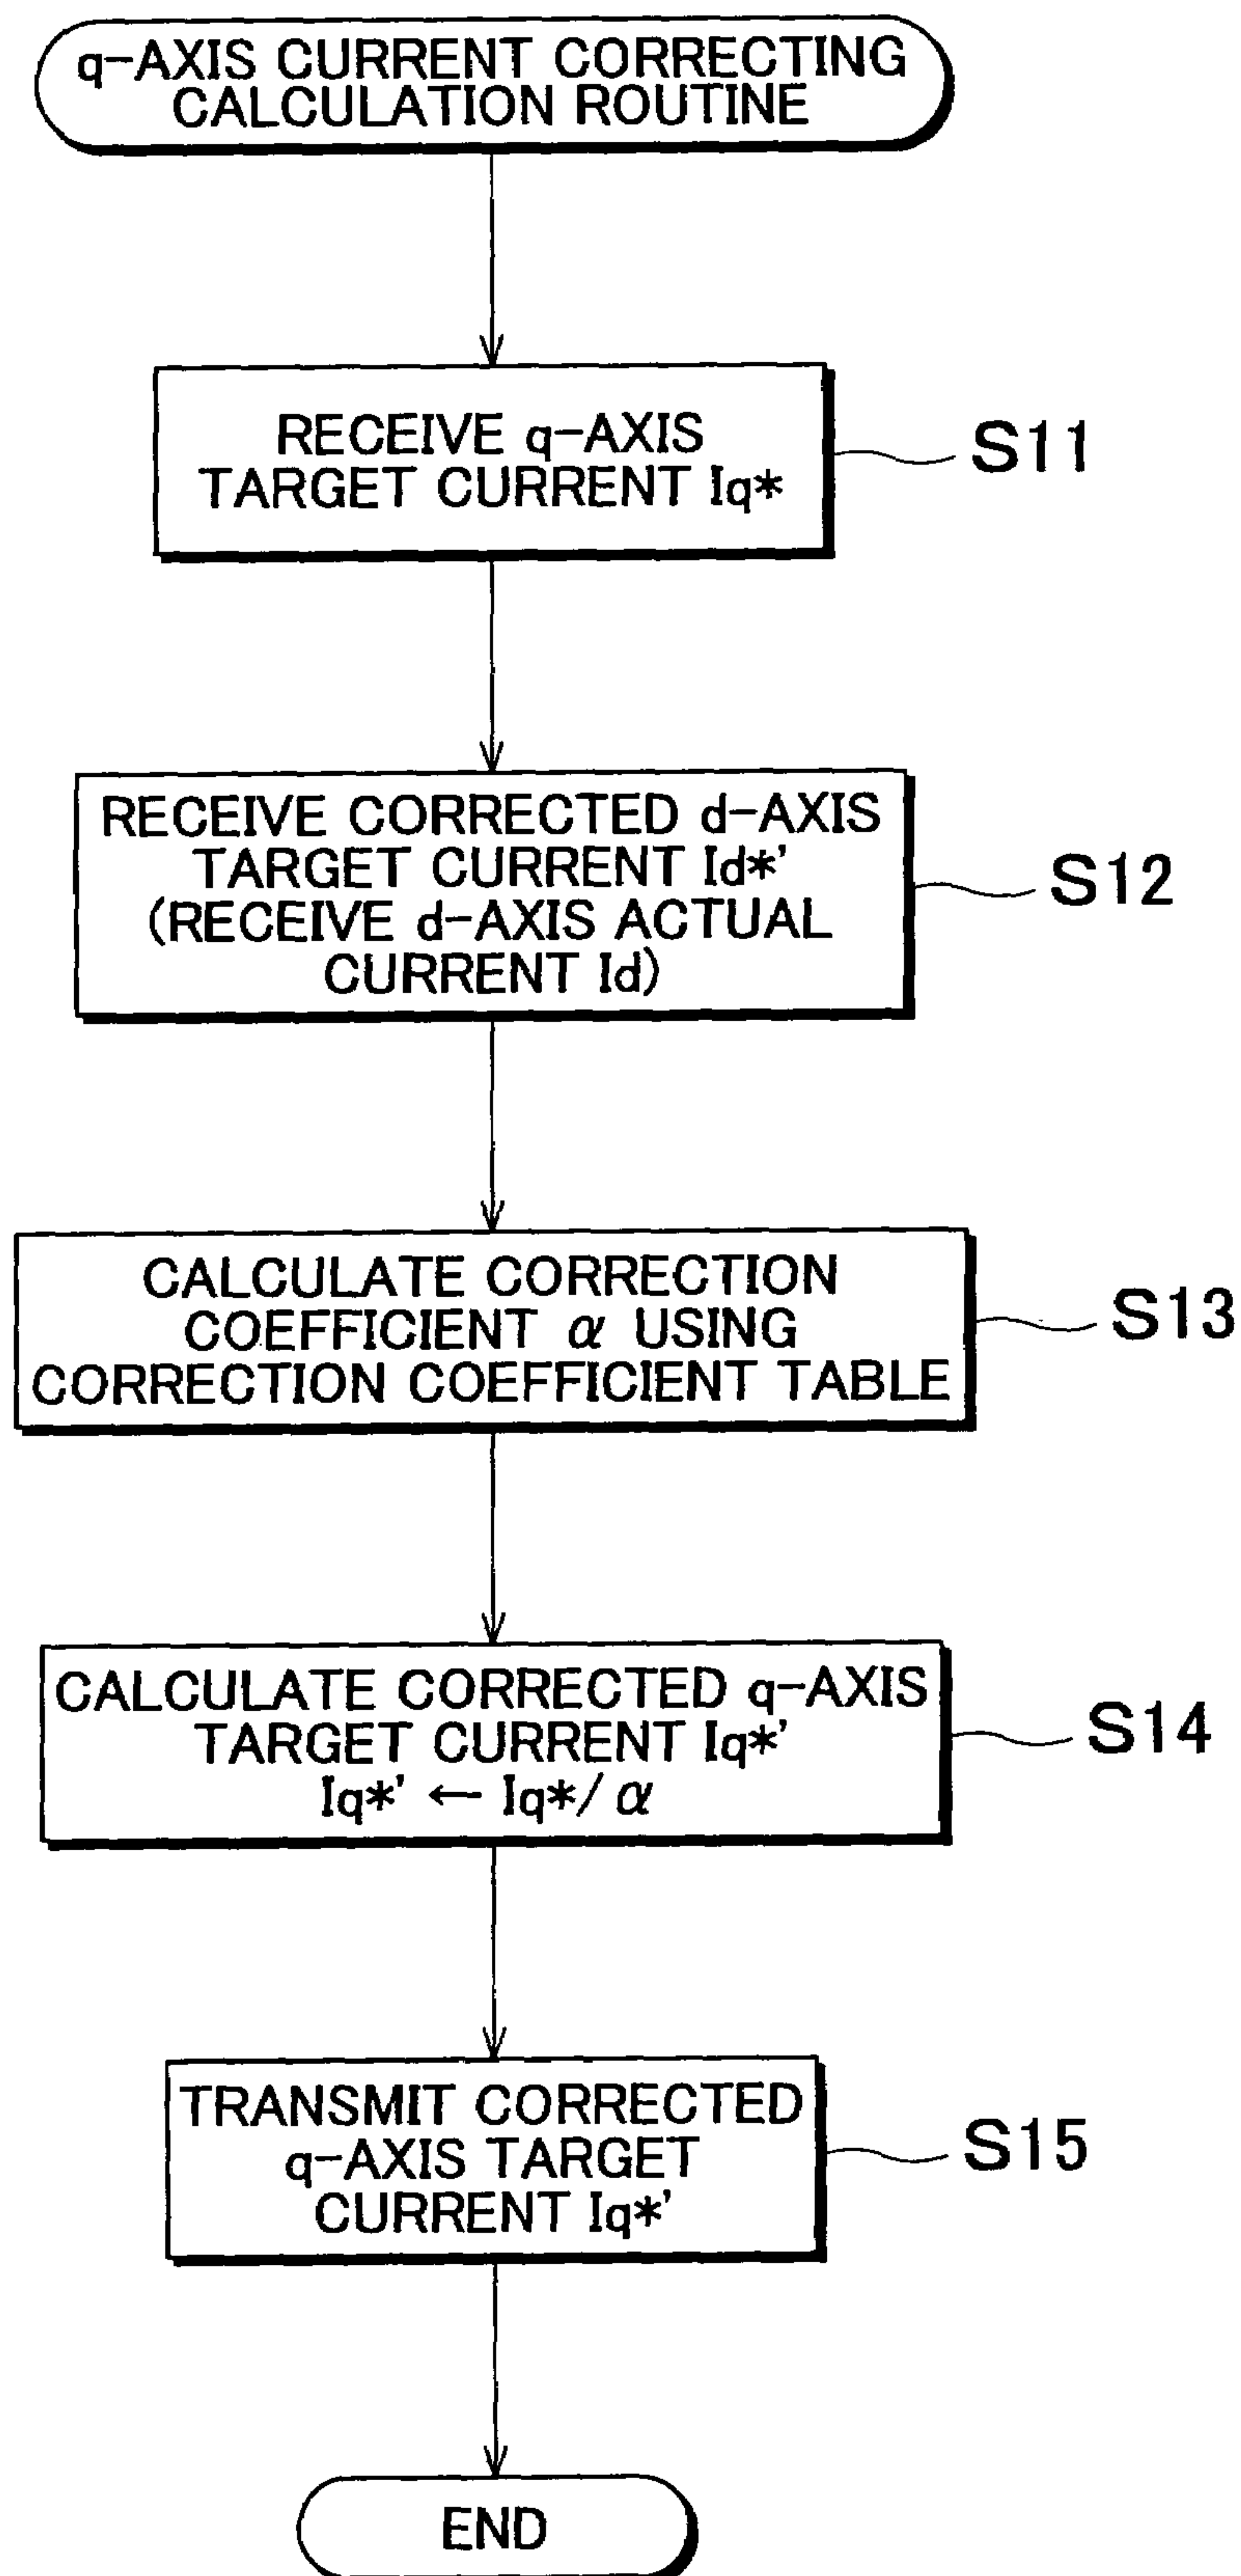 q-AXIS CURRENT CORRECTING
CALCULATION ROUTINE
RECEIVE q-AXIS
TARGET CURRENT Iq*
S11
RECEIVE CORRECTED d-AXIS
TARGET CURRENT Id*'
(RECEIVE d-AXIS ACTUAL
CURRENT Id)
S12
CALCULATE CORRECTION
COEFFICIENT α USING
CORRECTION COEFFICIENT TABLE
S13
CALCULATE CORRECTED q-AXIS
TARGET CURRENT Iq*'
Iq*' ← Iq*/α
S14
TRANSMIT CORRECTED
q-AXIS TARGET
CURRENT Iq*'
S15
END